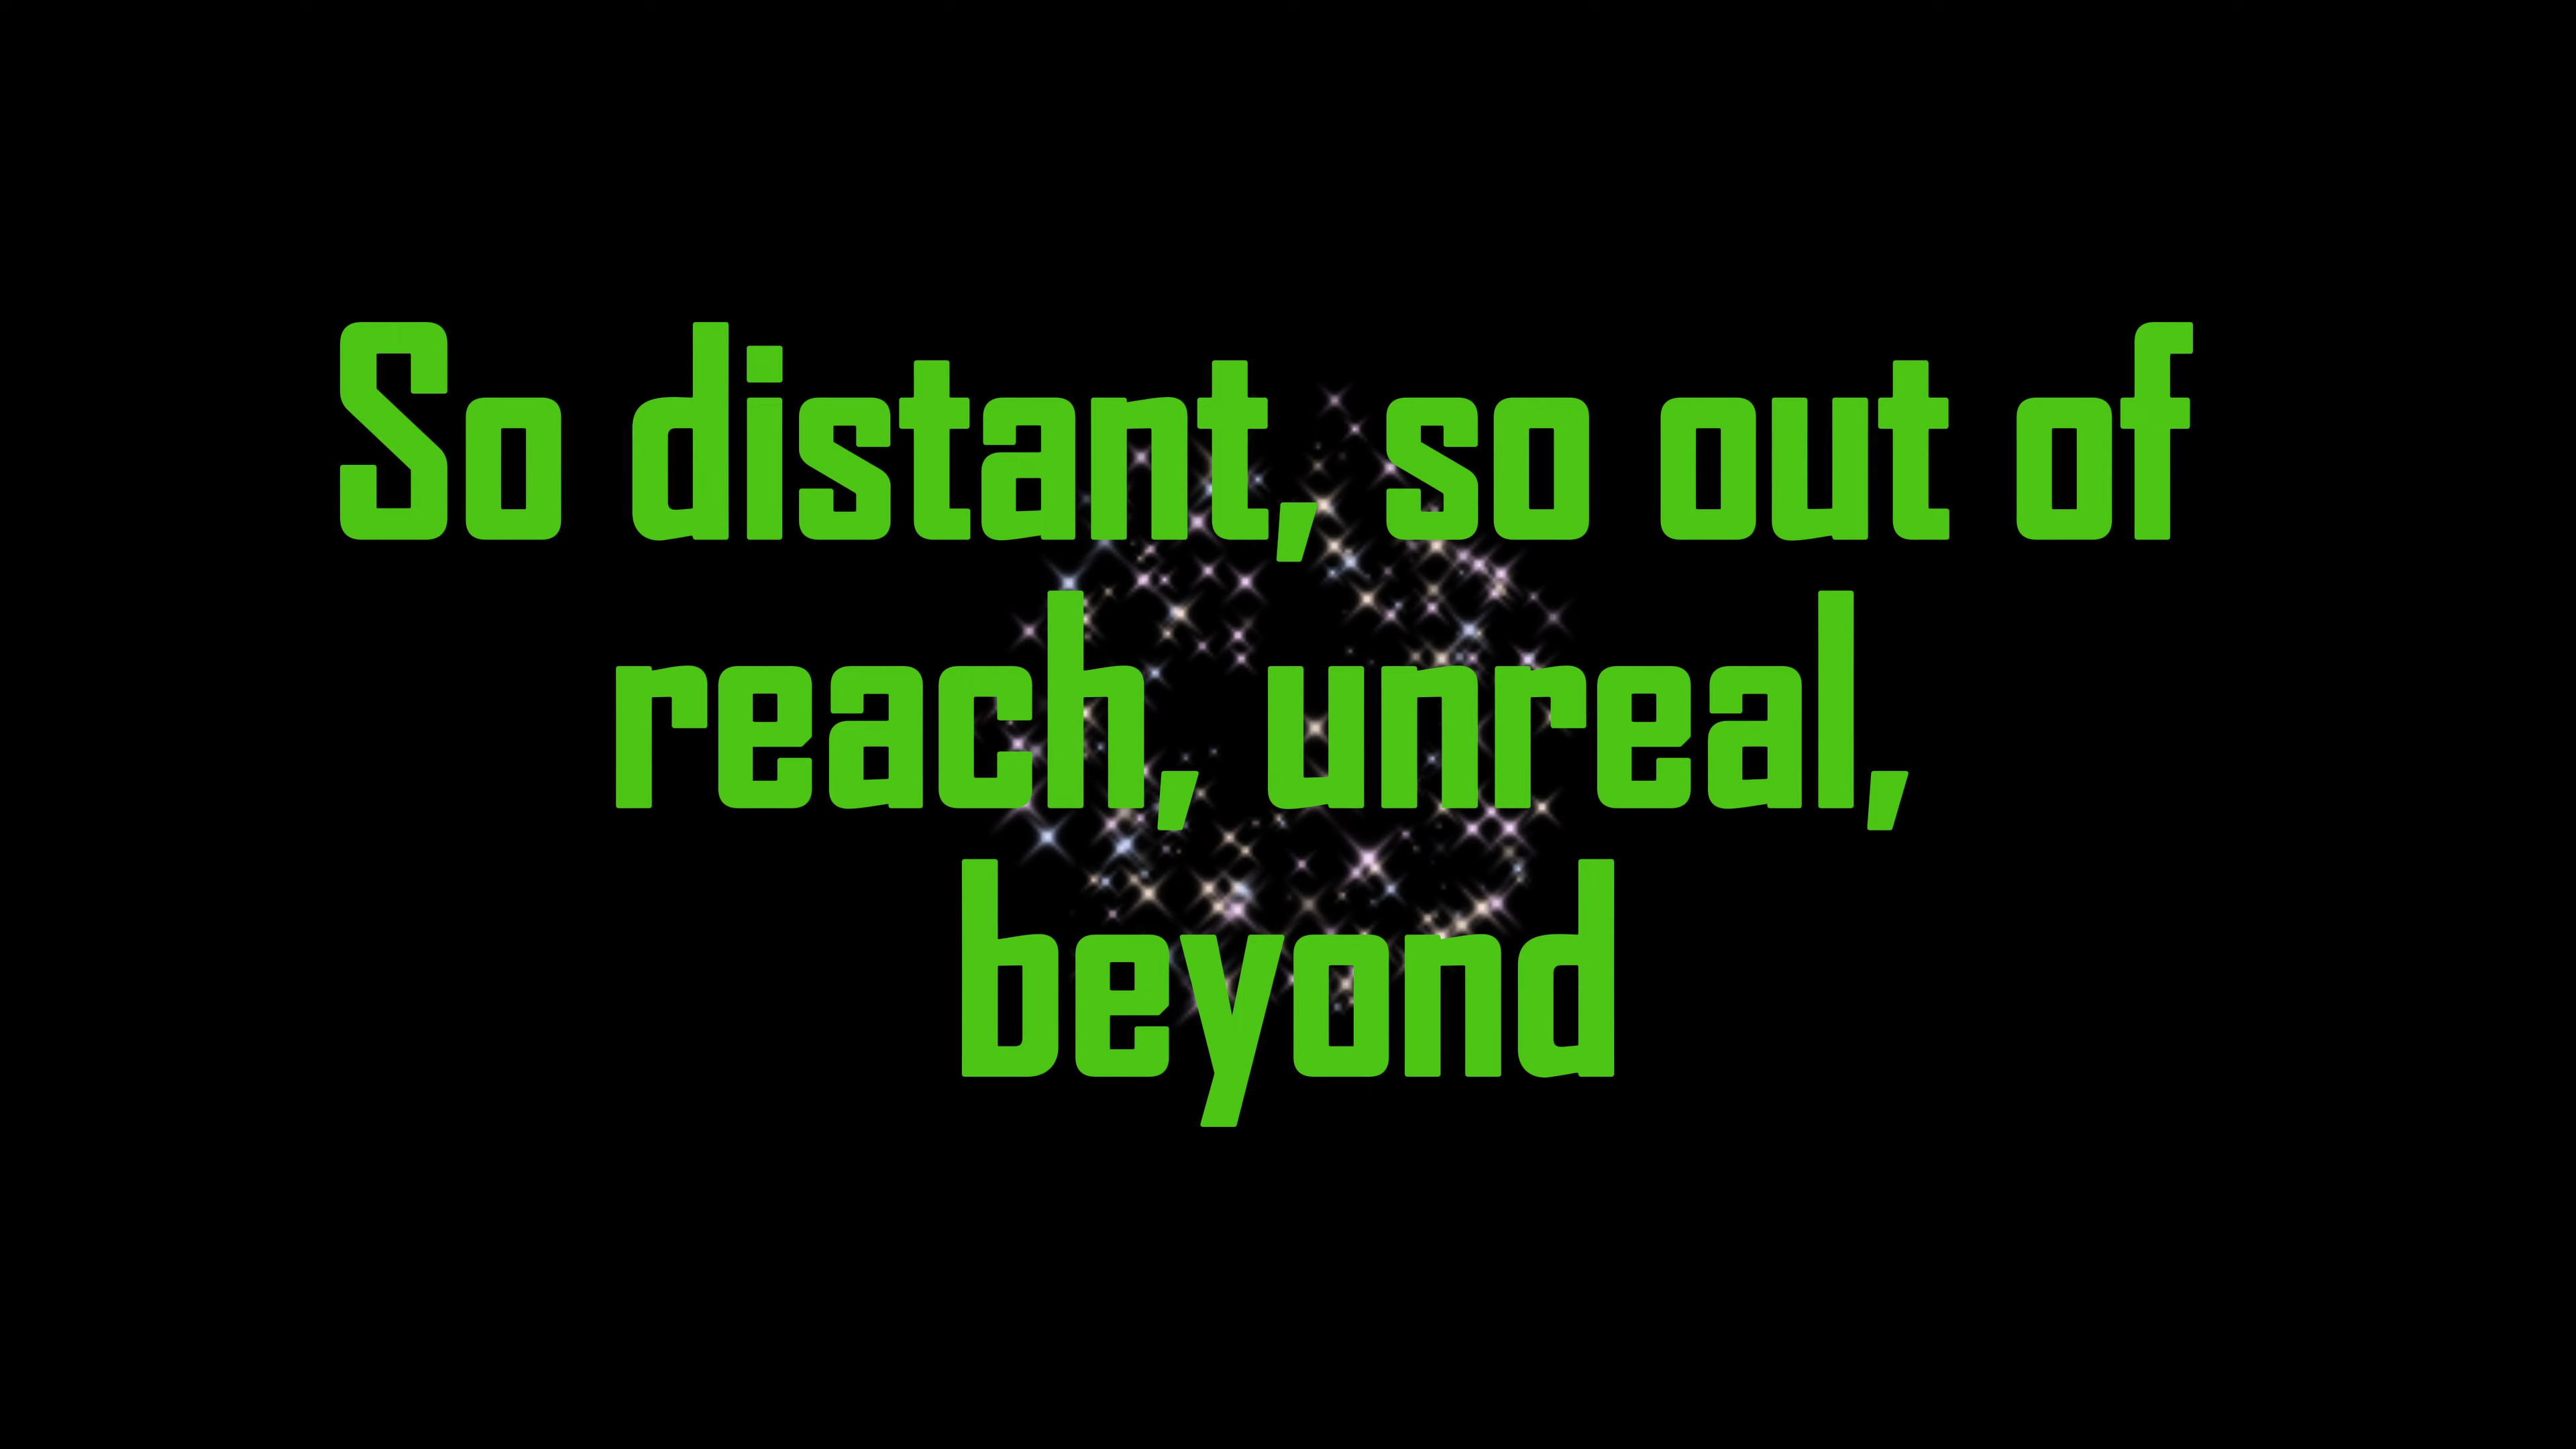 So distant, so out of
reach, unreal,
beyond